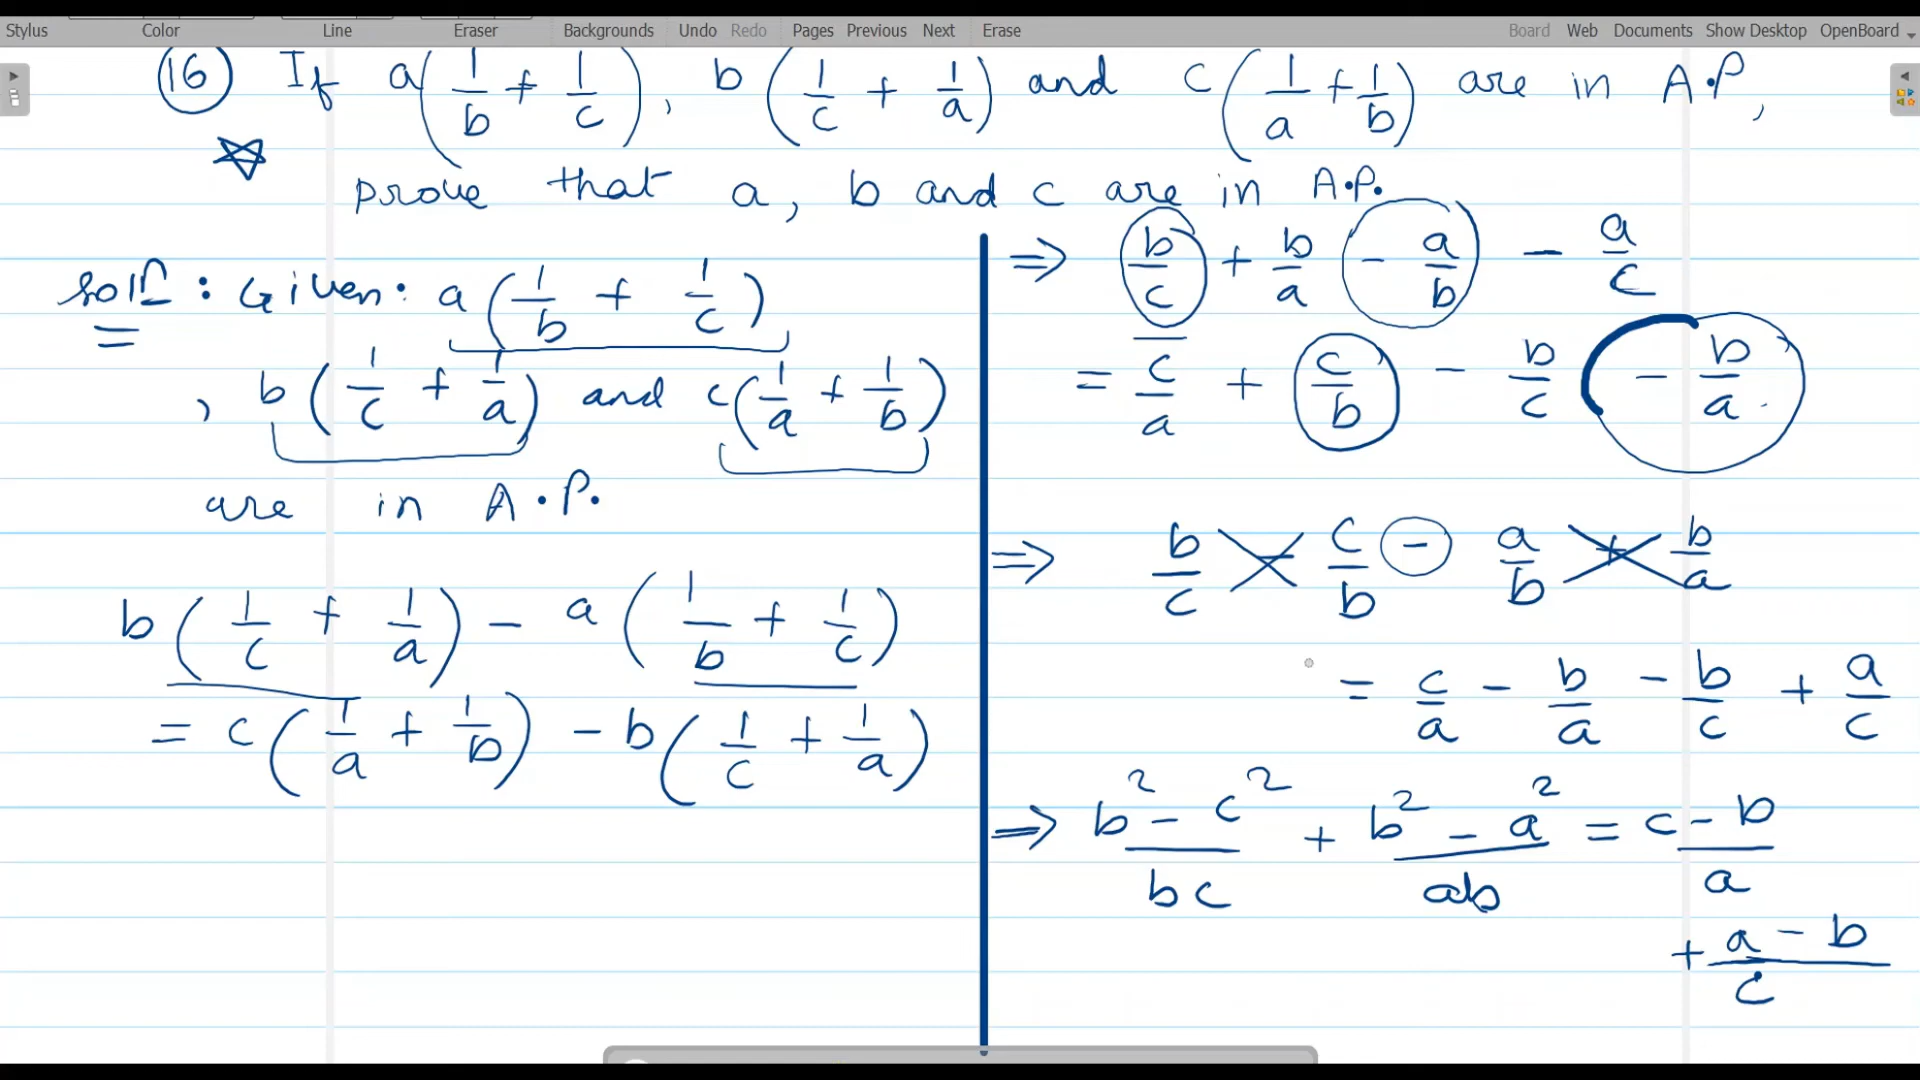 Stylus Color Line Eraser Backgrounds Undo Redo Pages Previous Next Erase Board Web Documents Show Desktop OpenBoard
(16) If a(1/b + 1/c), b(1/c + 1/a) and c(1/a + 1/b) are in A.P,
prove that a, b and c are in A.P.
Soln: Given: a(1/b + 1/c)
, b(1/c + 1/a) and c(1/a + 1/b)
are in A.P.
b(1/c + 1/a) - a(1/b + 1/c)
= c(1/a + 1/b) - b(1/c + 1/a)
⇒ b/c + b/a - a/b - a/c
= c/a + c/b - b/c - b/a
⇒ b/c - c/b - a/b + b/a
= c/a - b/a - b/c + a/c
⇒ b² - c²/bc + b² - a²/ab = c - b/a
+ a - b/c